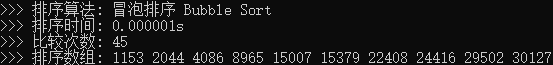 >>> 排序算法: 冒泡排序 Bubble Sort
>>> 排序时间: 0.000001s
>>> 比较次数: 45
>>> 排序数组: 1153 2044 4086 8965 15007 15379 22408 24416 29502 30127